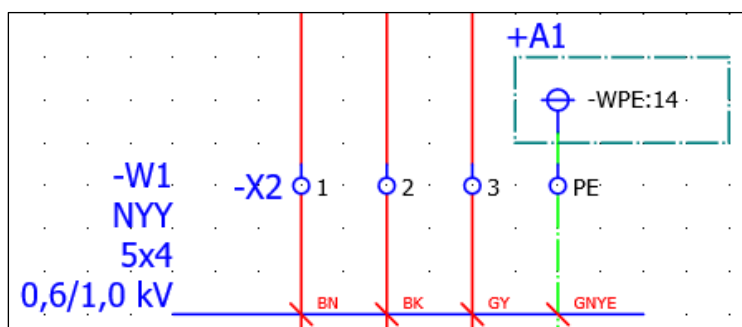 +A1
-WPE:14
-W1
-X2 1 2 3 PE
NYY
5x4
0,6/1,0 kV
BN BK GY GNYE